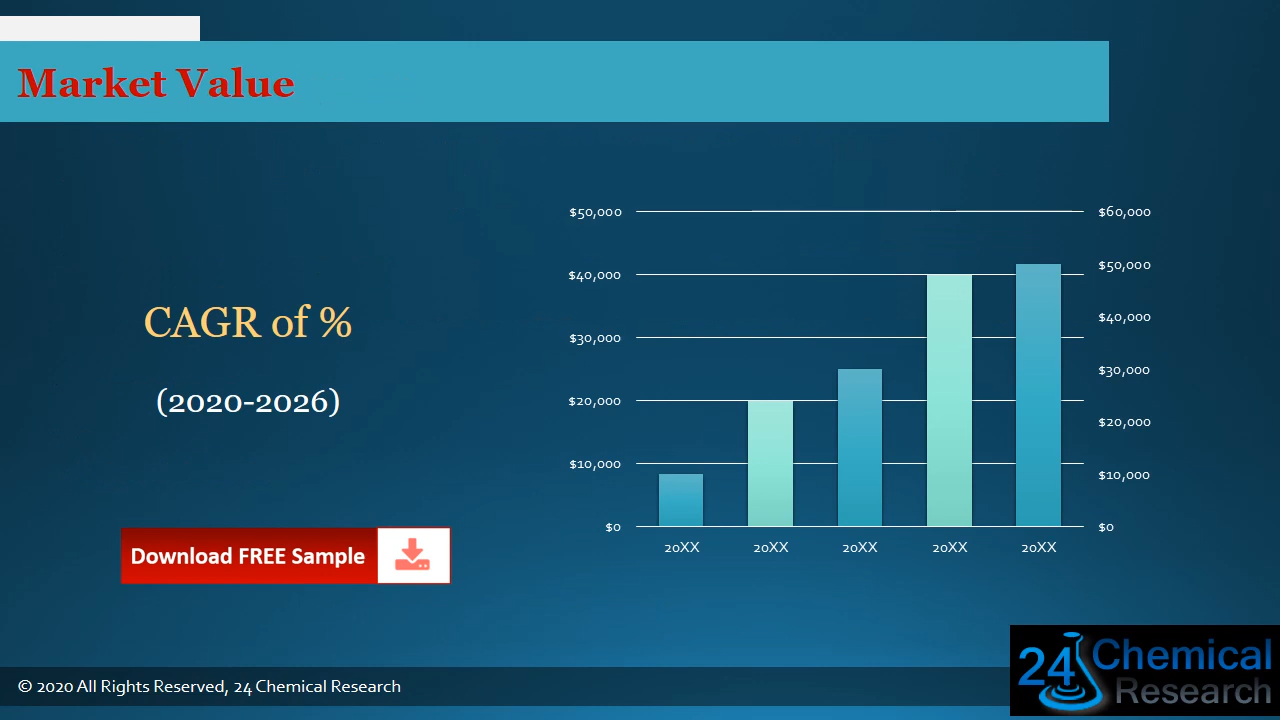 Market Value
CAGR of %
(2020-2026)
Download FREE Sample
$50,000
$40,000
$30,000
$20,000
$10,000
$0
$60,000
$50,000
$40,000
$30,000
$20,000
$10,000
$0
20XX 20XX 20XX 20XX 20XX
© 2020 All Rights Reserved, 24 Chemical Research
24 Chemical
Research